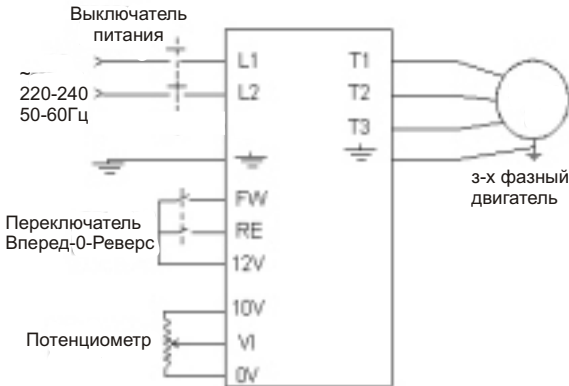 Выключатель
питания
L1
T1
~
220-240
50-60Гц
L2
T2
T3
з-х фазный
двигатель
FW
Переключатель
Вперед-0-Реверс
RE
12V
10V
Потенциометр
VI
0V